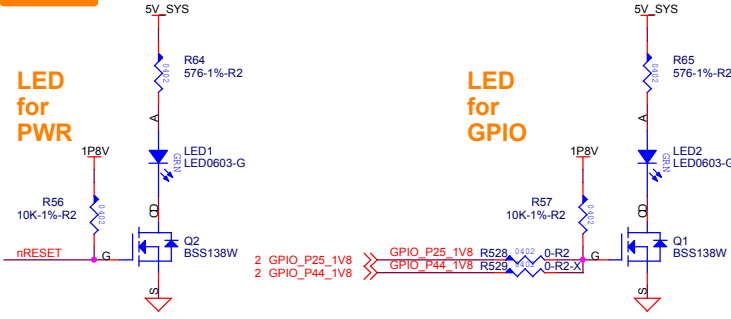 5V_SYS
R64
576-1%-R2
0402
LED
for
PWR
A
1P8V
GRN
LED1
LED0603-G
R56
10K-1%-R2
0402
C
D
nRESET
G
Q2
BSS138W
S
5V_SYS
R65
576-1%-R2
0402
LED
for
GPIO
A
1P8V
GRN
LED2
LED0603-G
R57
10K-1%-R2
0402
C
D
2 GPIO_P25_1V8 GPIO_P25_1V8 R528 0402 0-R2
2 GPIO_P44_1V8 GPIO_P44_1V8 R529 0402 0-R2-X
G
Q1
BSS138W
S